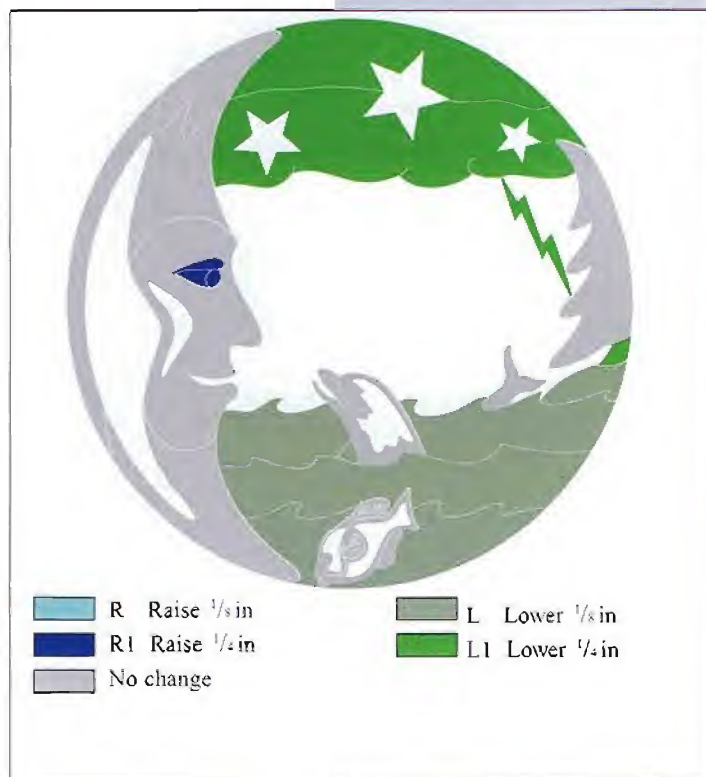 R Raise 1/8 in
R1 Raise 1/4 in
No change
L Lower 1/8 in
L1 Lower 1/4 in